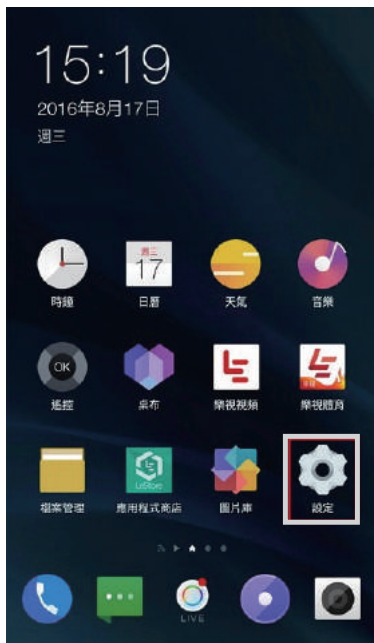 15:19
2016年8月17日
週三
週三
17
時鐘
日曆
天氣
音樂
OK
遙控
桌布
樂視視頻
樂視體育
LeStore
檔案管理
應用程式商店
圖片庫
設定
LIVE